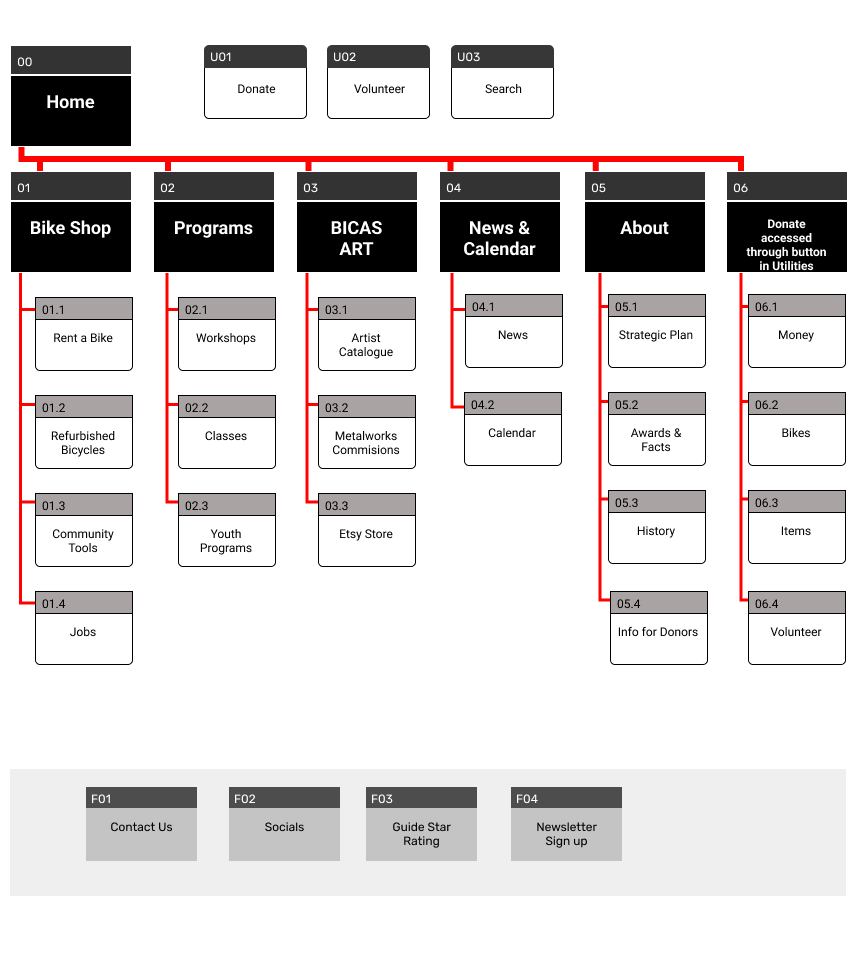 00
Home
U01
Donate
U02
Volunteer
U03
Search
01
Bike Shop
02
Programs
03
BICAS
ART
04
News &
Calendar
05
About
06
Donate
accessed
through button
in Utilities
01.1
Rent a Bike
01.2
Refurbished
Bicycles
01.3
Community
Tools
01.4
Jobs
02.1
Workshops
02.2
Classes
02.3
Youth
Programs
03.1
Artist
Catalogue
03.2
Metalworks
Commisions
03.3
Etsy Store
04.1
News
04.2
Calendar
05.1
Strategic Plan
05.2
Awards &
Facts
05.3
History
05.4
Info for Donors
06.1
Money
06.2
Bikes
06.3
Items
06.4
Volunteer
F01
Contact Us
F02
Socials
F03
Guide Star
Rating
F04
Newsletter
Sign up